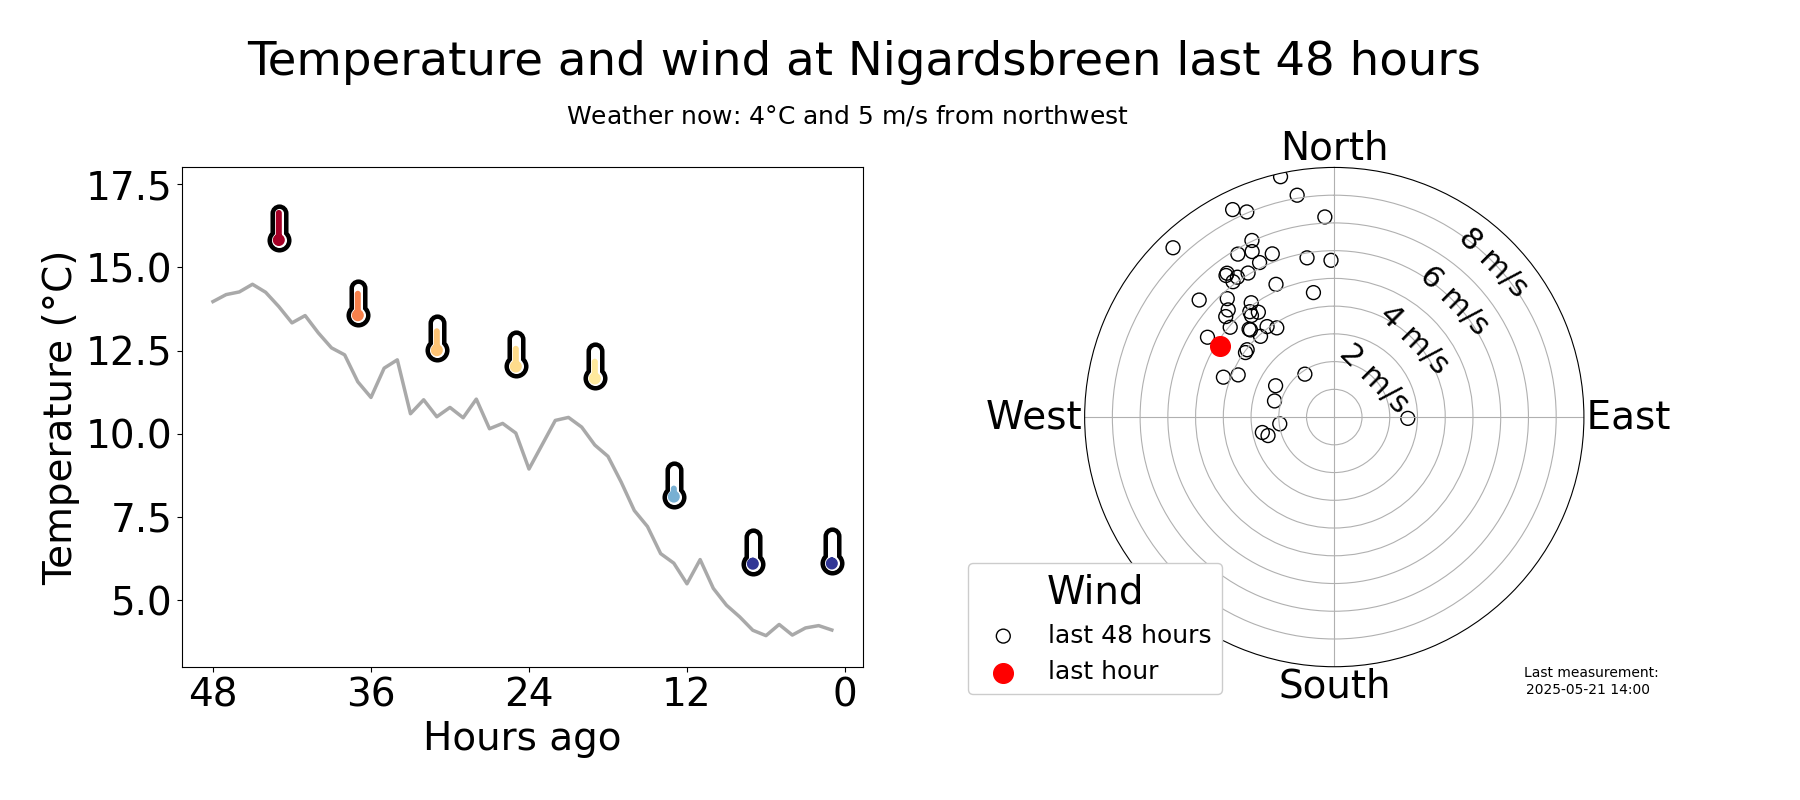 Temperature and wind at Nigardsbreen last 48 hours
Weather now: 4°C and 5 m/s from northwest
Temperature (°C)
17.5
15.0
12.5
10.0
7.5
5.0
48 36 24 12 0
Hours ago
North
West
East
South
8 m/s
6 m/s
4 m/s
2 m/s
Wind
last 48 hours
last hour
Last measurement:
2025-05-21 14:00